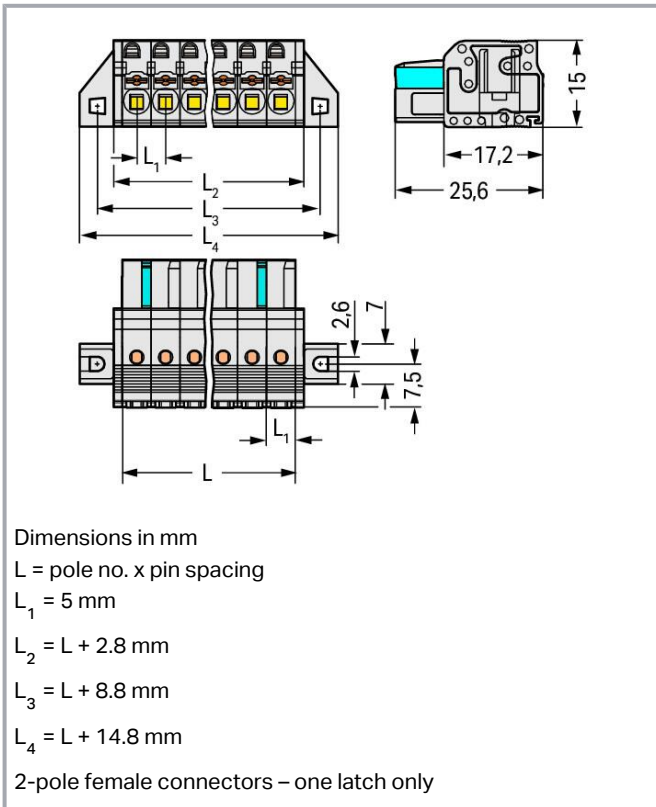 15
17,2
25,6
L₁
L₂
L₃
L₄
2,6
7
7,5
L₁
L
Dimensions in mm
L = pole no. x pin spacing
L₁ = 5 mm
L₂ = L + 2.8 mm
L₃ = L + 8.8 mm
L₄ = L + 14.8 mm
2-pole female connectors – one latch only